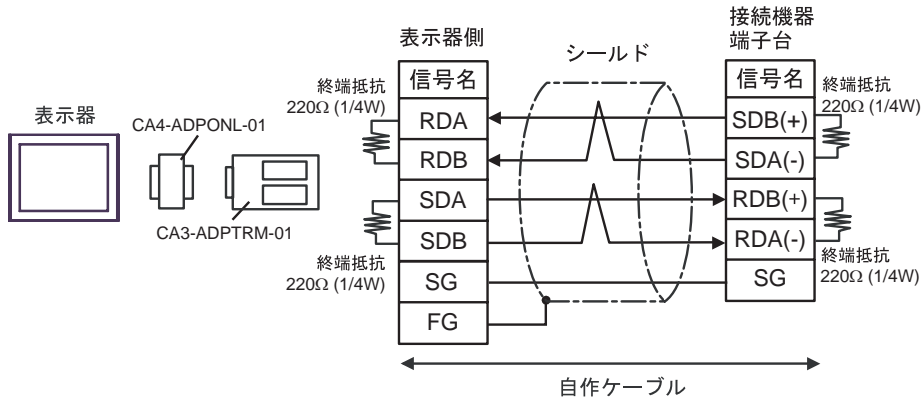 表示器
CA4-ADPONL-01
CA3-ADPTRM-01
表示器側
信号名
RDA
RDB
SDA
SDB
SG
FG
終端抵抗
220Ω (1/4W)
終端抵抗
220Ω (1/4W)
シールド
接続機器
端子台
信号名
SDB(+)
SDA(-)
RDB(+)
RDA(-)
SG
終端抵抗
220Ω (1/4W)
終端抵抗
220Ω (1/4W)
自作ケーブル